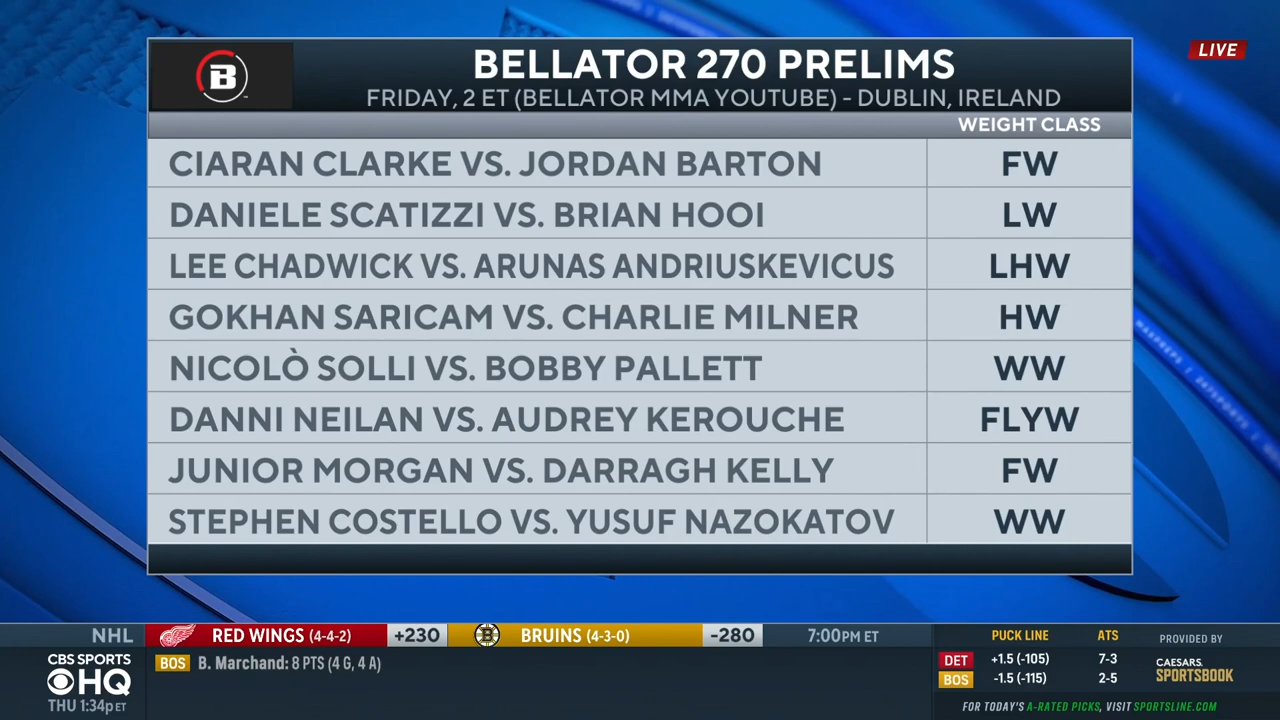 LIVE
B
BELLATOR 270 PRELIMS
FRIDAY, 2 ET (BELLATOR MMA YOUTUBE) - DUBLIN, IRELAND
WEIGHT CLASS
CIARAN CLARKE VS. JORDAN BARTON FW
DANIELE SCATIZZI VS. BRIAN HOOI LW
LEE CHADWICK VS. ARUNAS ANDRIUSKEVICUS LHW
GOKHAN SARICAM VS. CHARLIE MILNER HW
NICOLÒ SOLLI VS. BOBBY PALLETT WW
DANNI NEILAN VS. AUDREY KEROUCHE FLYW
JUNIOR MORGAN VS. DARRAGH KELLY FW
STEPHEN COSTELLO VS. YUSUF NAZOKATOV WW
NHL RED WINGS (4-4-2) +230 B BRUINS (4-3-0) -280 7:00PM ET
CBS SPORTS
HQ
THU 1:34PET
BOS B. Marchand: 8 PTS (4 G, 4 A)
PUCK LINE ATS
DET +1.5 (-105) 7-3
BOS -1.5 (-115) 2-5
PROVIDED BY
CAESARS
SPORTSBOOK
FOR TODAY'S A-RATED PICKS, VISIT SPORTSLINE.COM